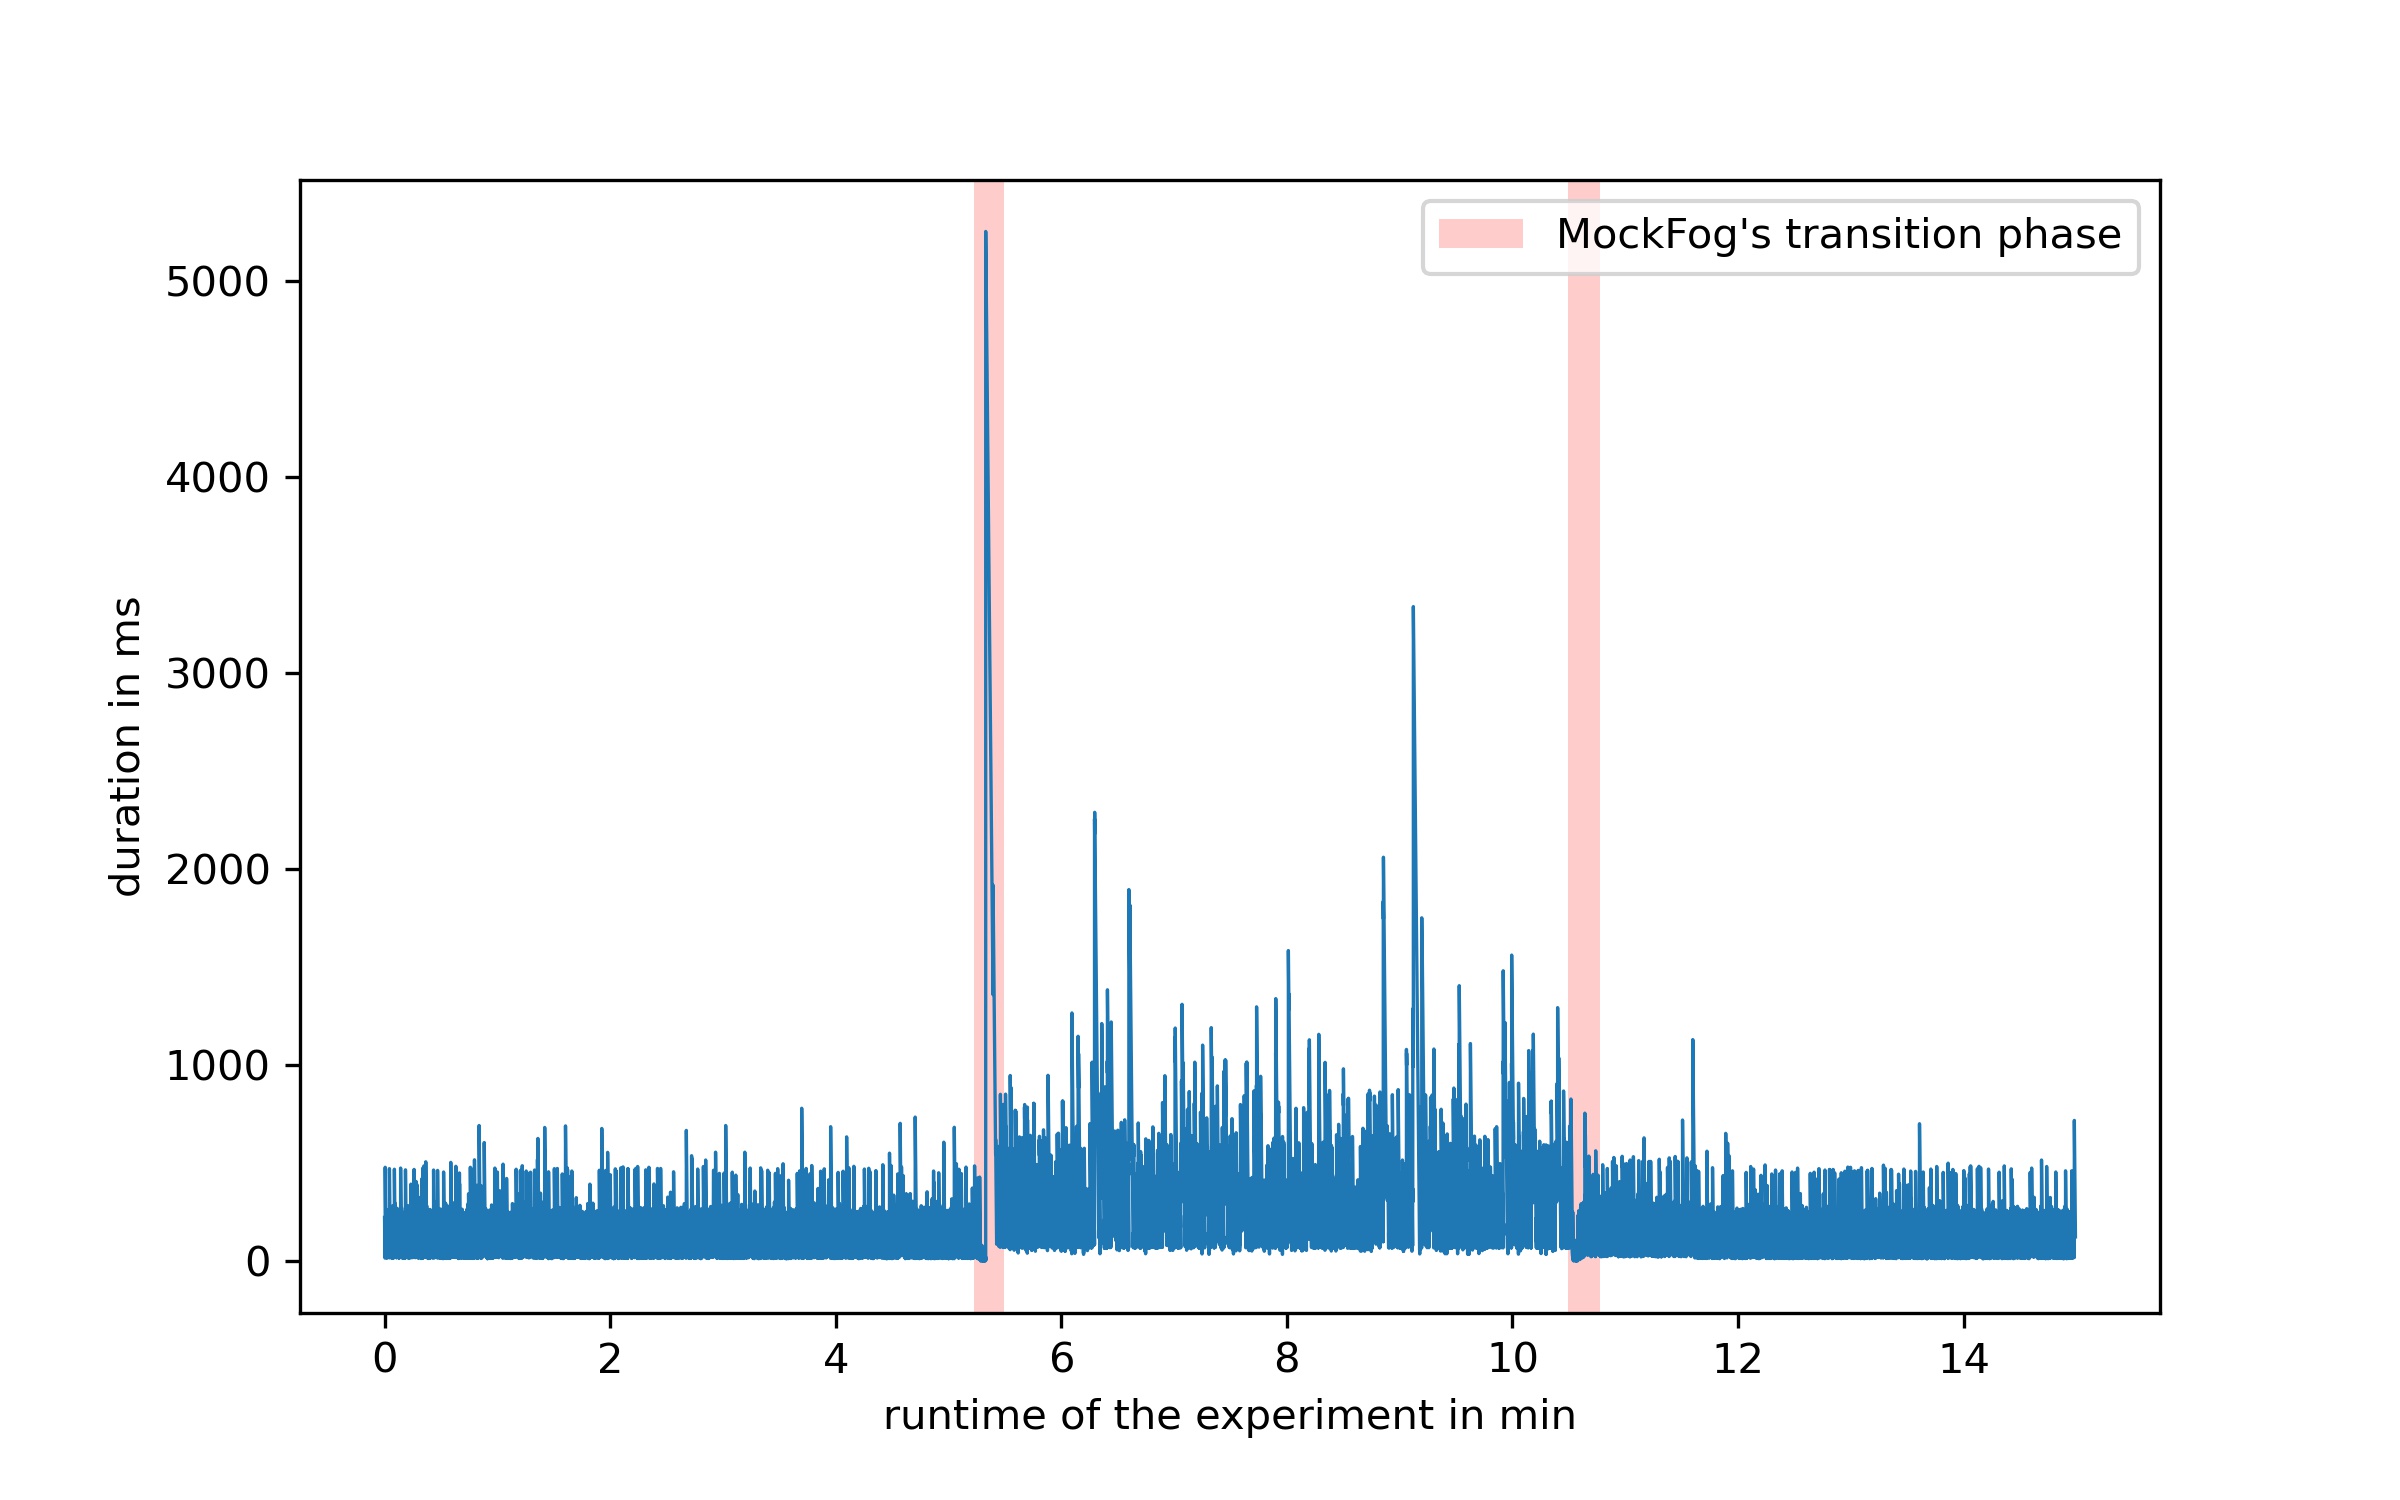 MockFog's transition phase
5000
4000
3000
2000
1000
0
duration in ms
0 2 4 6 8 10 12 14
runtime of the experiment in min